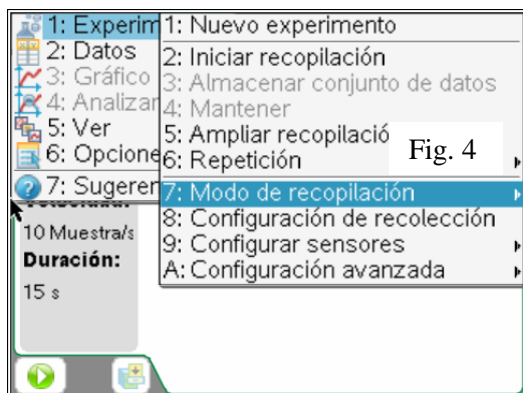 1: Experim
2: Datos
3: Gráfico
4: Analizar
5: Ver
6: Opcione
7: Sugeren
1: Nuevo experimento
2: Iniciar recopilación
3: Almacenar conjunto de datos
4: Mantener
5: Ampliar recopilació
6: Repetición
7: Modo de recopilación
8: Configuración de recolección
9: Configurar sensores
A: Configuración avanzada
Fig. 4
Velocidad:
10 Muestra/s
Duración:
15 s